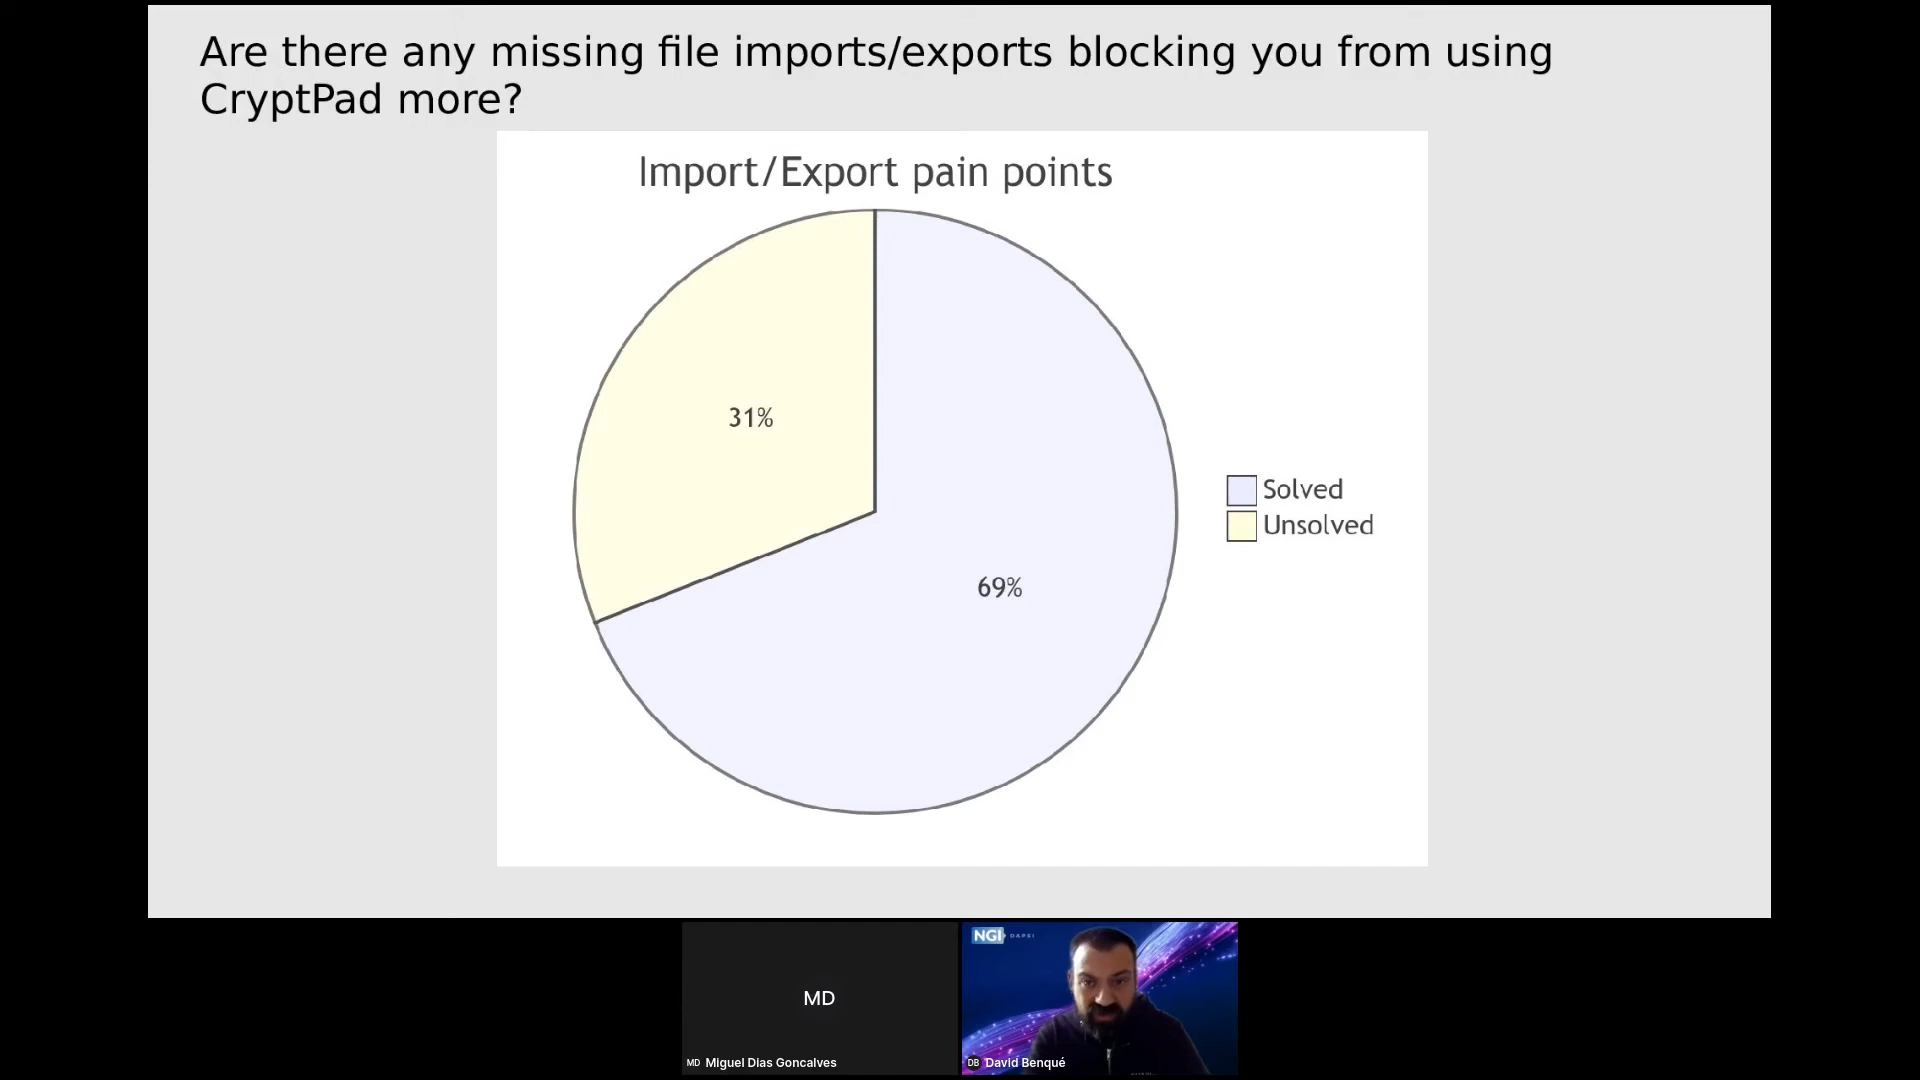 Are there any missing file imports/exports blocking you from using
CryptPad more?
Import/Export pain points
31%
69%
Solved
Unsolved
NGI DAPSI
MD
MD Miguel Dias Goncalves
DB David Benqué